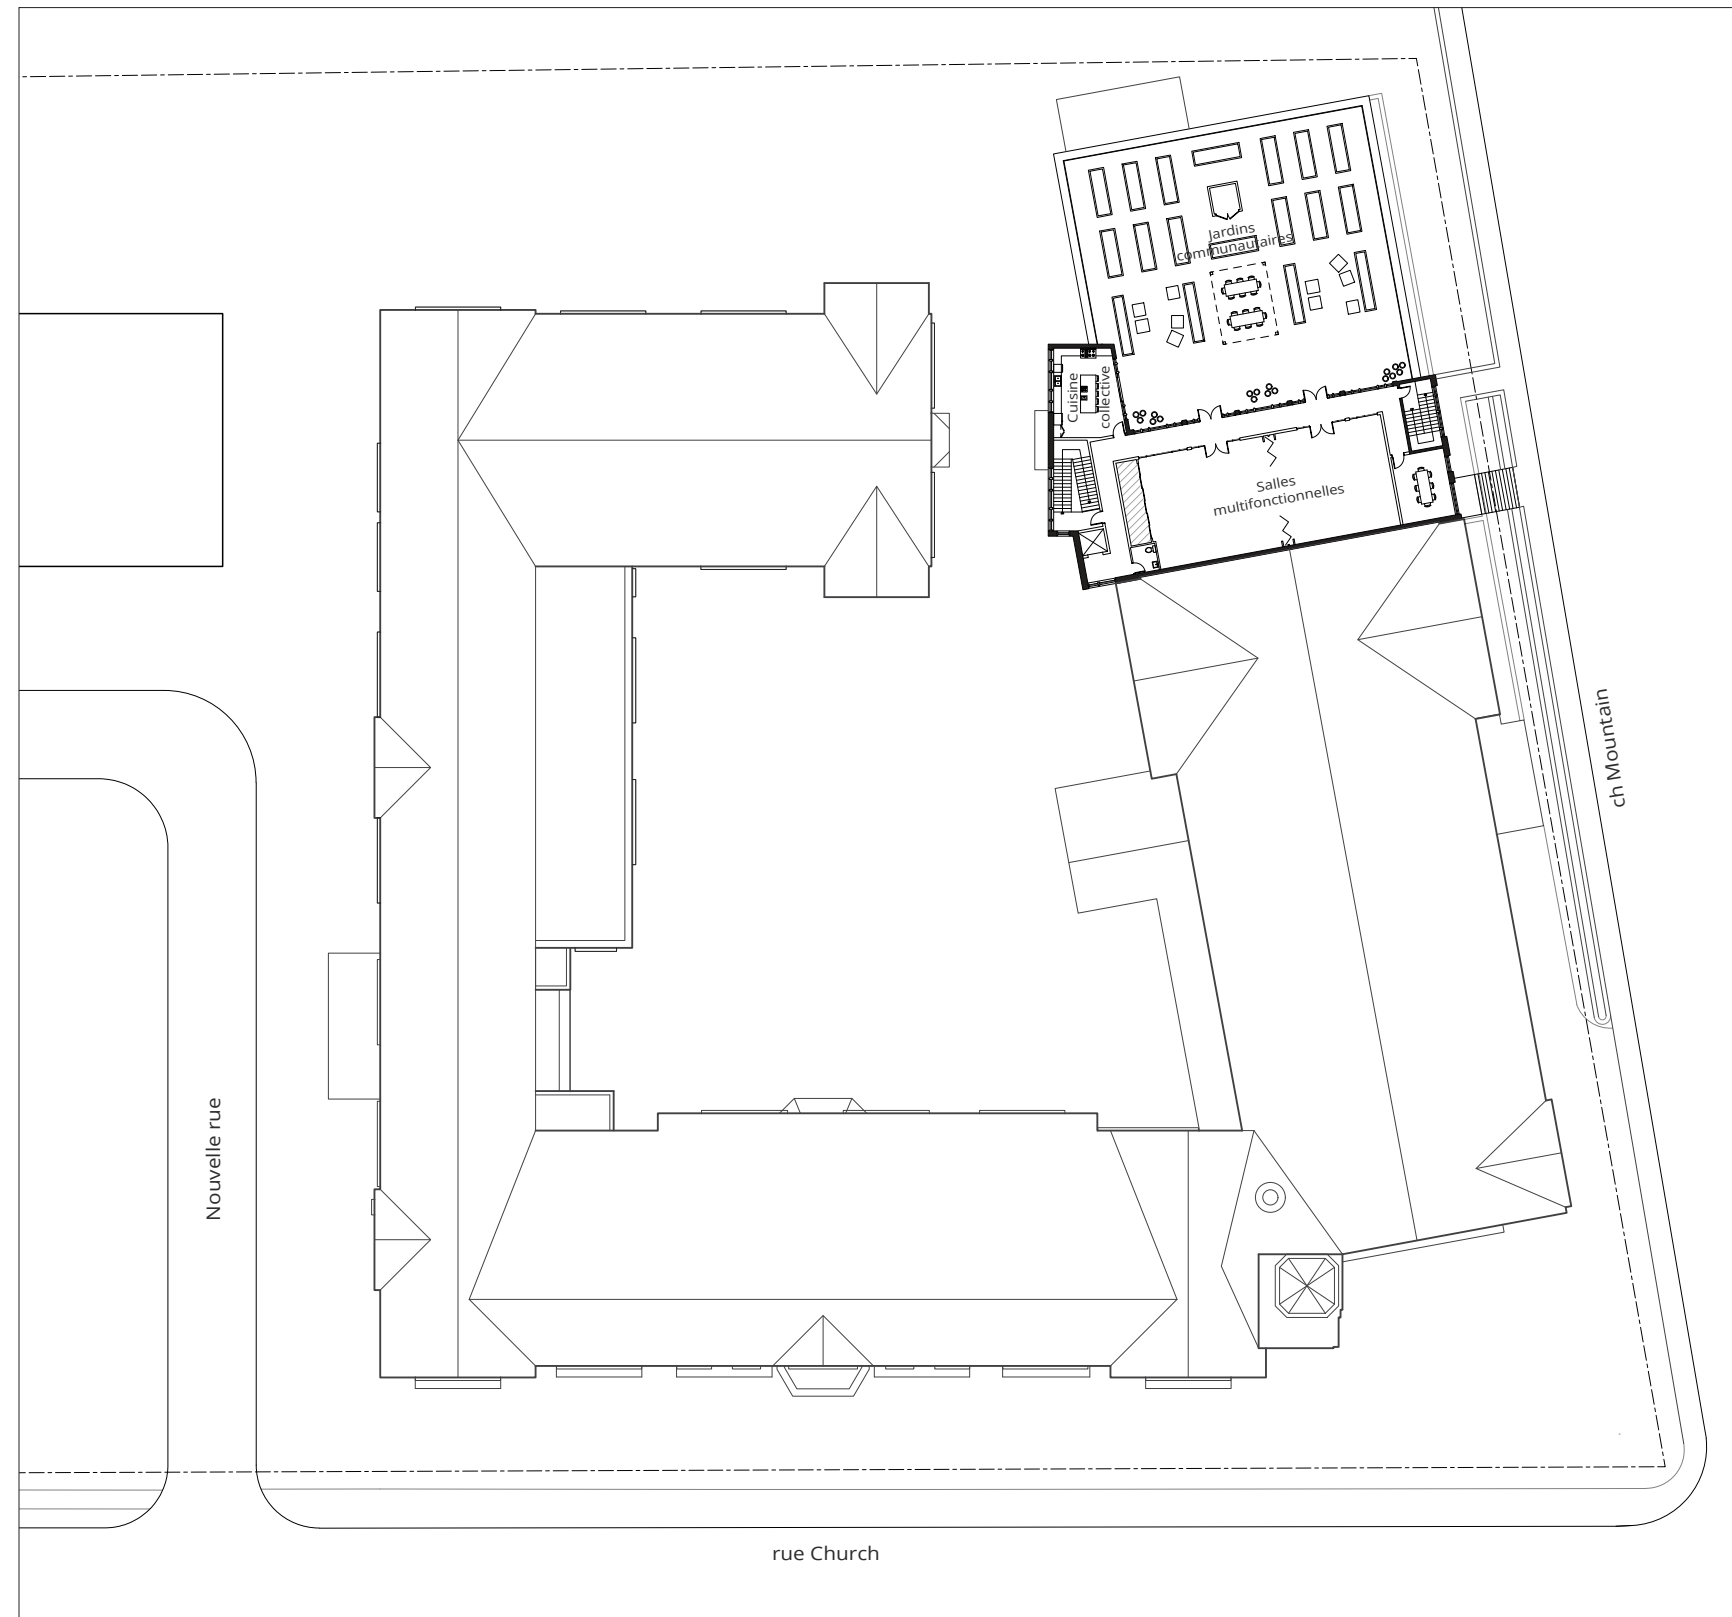 Jardins
communautaires
Cuisine
collective
Salles
multifonctionnelles
ch Mountain
Nouvelle rue
rue Church